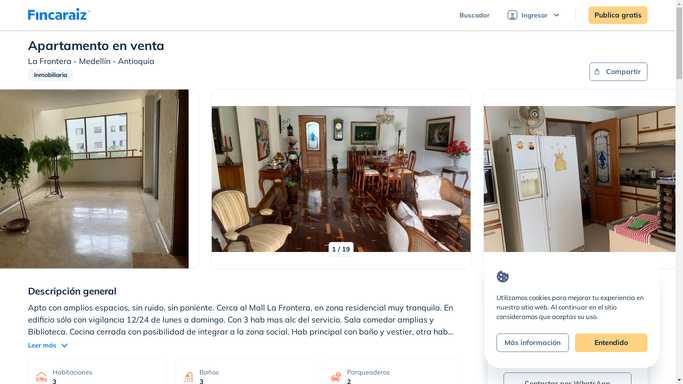 Fincaraiz
Buscador
Ingresar
Publica gratis
Apartamento en venta
La Frontera - Medellín - Antioquia
Inmobiliaria
Compartir
1 / 19
Descripción general
Apto con amplios espacios, sin ruido, sin poniente. Cerca al Mall La Frontera, en zona residencial muy tranquila. En
edificio sólo con vigilancia 12/24 de lunes a domingo. Con 3 hab mas alc del servicio. Sala comedor amplias y
Biblioteca. Cocina cerrada con posibilidad de integrar a la zona social. Hab principal con baño y vestier, otra hab...
Leer más
Habitaciones
3
Baños
3
Parqueaderos
2
Utilizamos cookies para mejorar tu experiencia en
nuestro sitio web. Al continuar en el sitio
consideramos que aceptas su uso.
Más información
Entendido
Contactar por WhatsApp